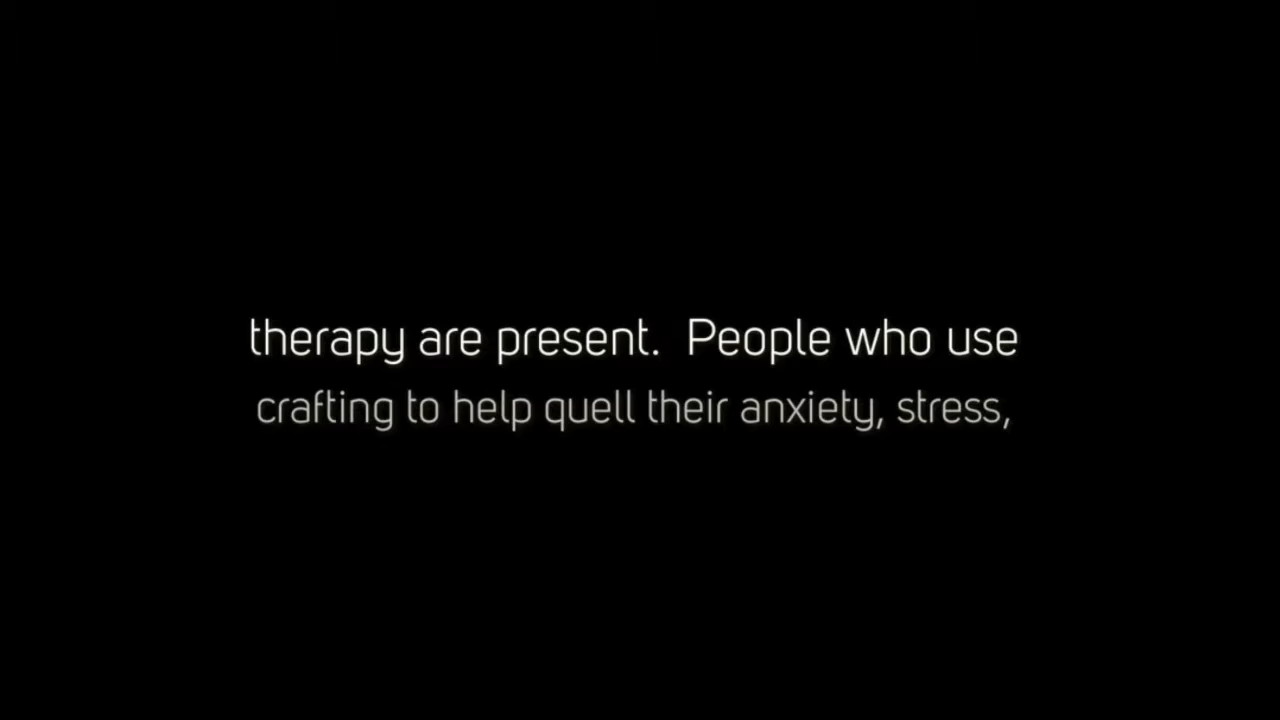 therapy are present.  People who use
crafting to help quell their anxiety, stress,